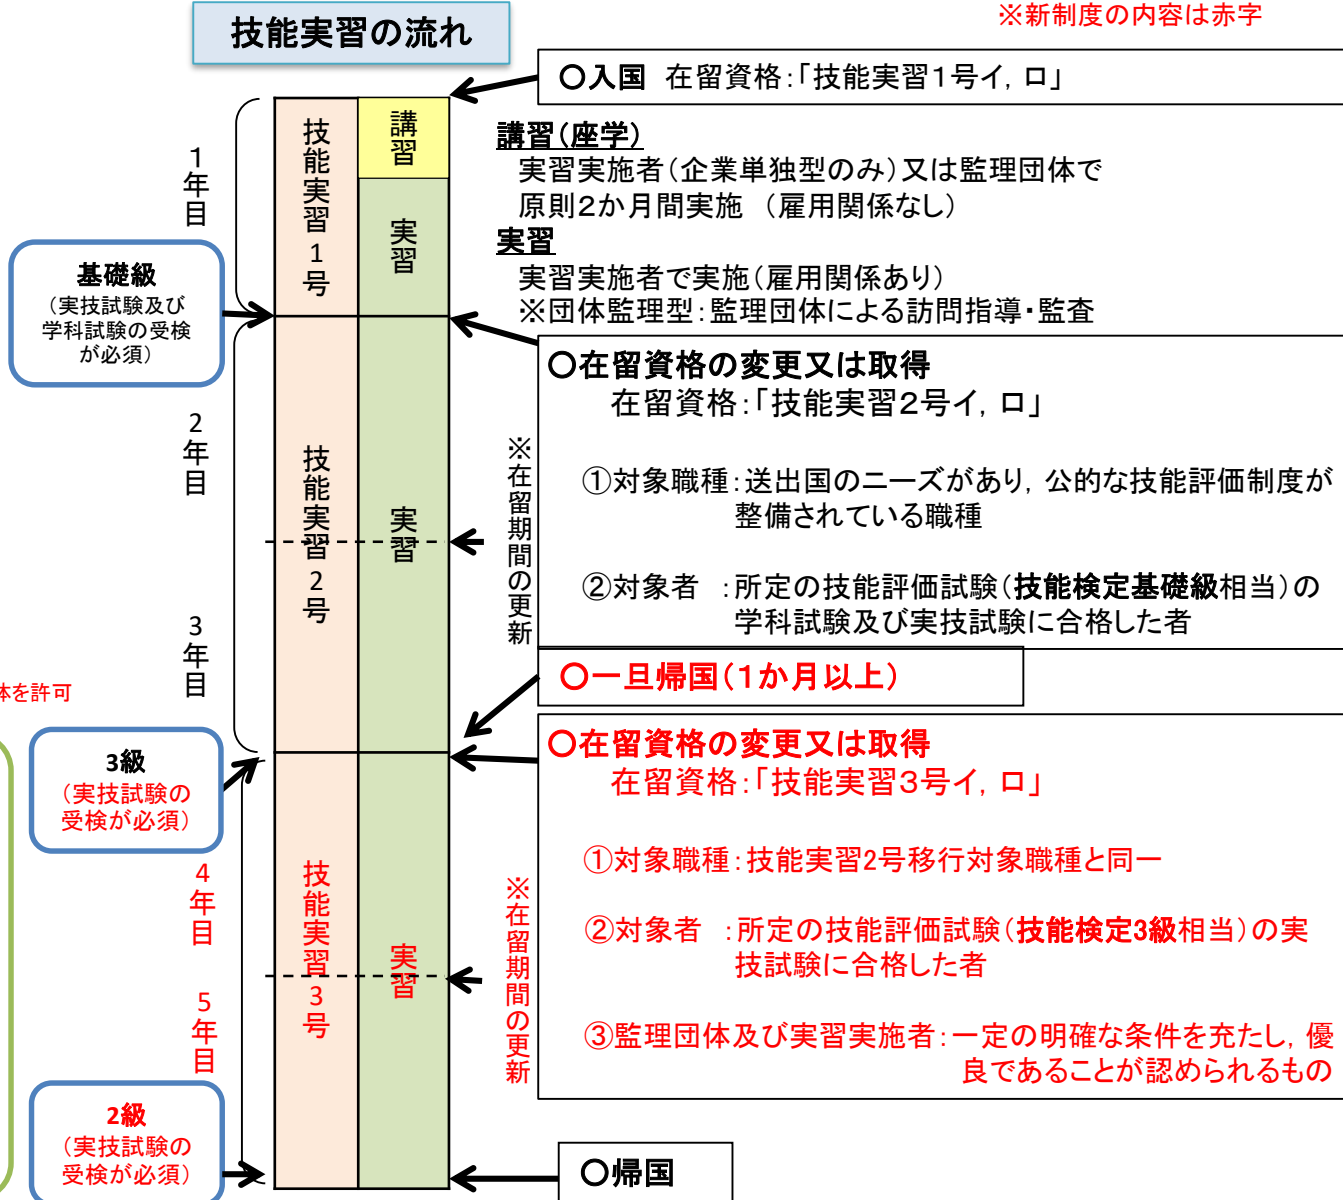 技能実習の流れ
※新制度の内容は赤字
○入国 在留資格：「技能実習１号イ，ロ」
１年目
技能実習１号
講習
実習
講習（座学）
実習実施者（企業単独型のみ）又は監理団体で
原則２か月間実施 （雇用関係なし）
実習
実習実施者で実施（雇用関係あり）
※団体監理型：監理団体による訪問指導・監査
基礎級
（実技試験及び
学科試験の受検
が必須）
○在留資格の変更又は取得
在留資格：「技能実習２号イ，ロ」
①対象職種：送出国のニーズがあり，公的な技能評価制度が
整備されている職種
②対象者 ：所定の技能評価試験（技能検定基礎級相当）の
学科試験及び実技試験に合格した者
２年目
３年目
技能実習２号
実習
※在留期間の更新
○一旦帰国（１か月以上）
体を許可
3級
（実技試験の
受検が必須）
○在留資格の変更又は取得
在留資格：「技能実習３号イ，ロ」
①対象職種：技能実習2号移行対象職種と同一
②対象者 ：所定の技能評価試験（技能検定3級相当）の実
技試験に合格した者
③監理団体及び実習実施者：一定の明確な条件を充たし，優
良であることが認められるもの
４年目
５年目
技能実習３号
実習
※在留期間の更新
2級
（実技試験の
受検が必須）
○帰国